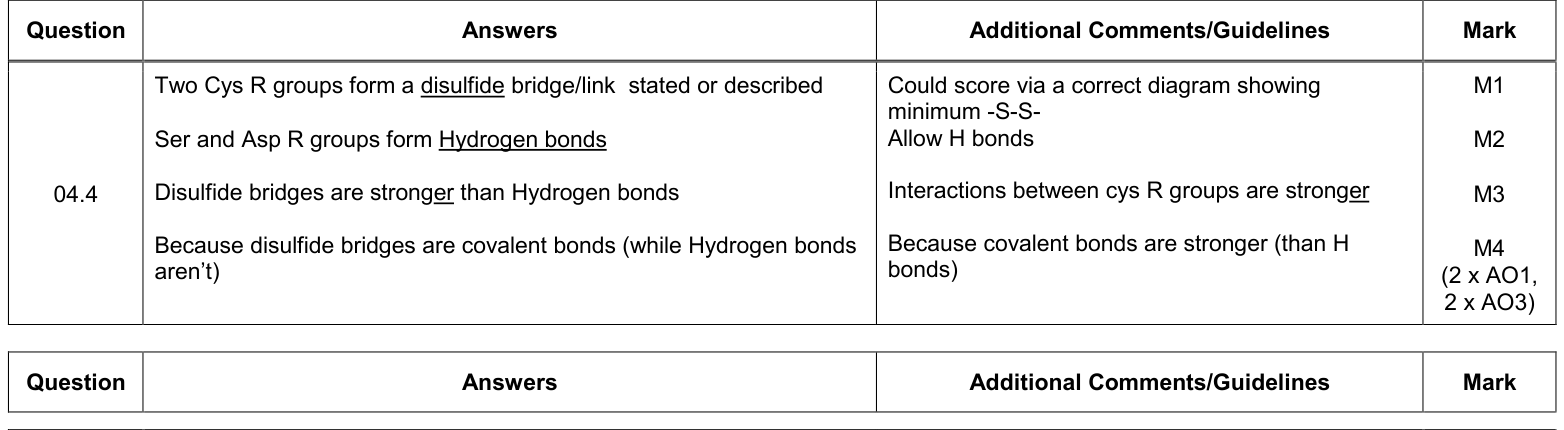 Question Answers Additional Comments/Guidelines Mark
Two Cys R groups form a disulfide bridge/link stated or described
Could score via a correct diagram showing
minimum -S-S-
M1
Ser and Asp R groups form Hydrogen bonds
Allow H bonds
M2
04.4
Disulfide bridges are stronger than Hydrogen bonds
Interactions between cys R groups are stronger
M3
Because disulfide bridges are covalent bonds (while Hydrogen bonds
aren't)
Because covalent bonds are stronger (than H
bonds)
M4
(2 x AO1,
2 x AO3)
Question Answers Additional Comments/Guidelines Mark